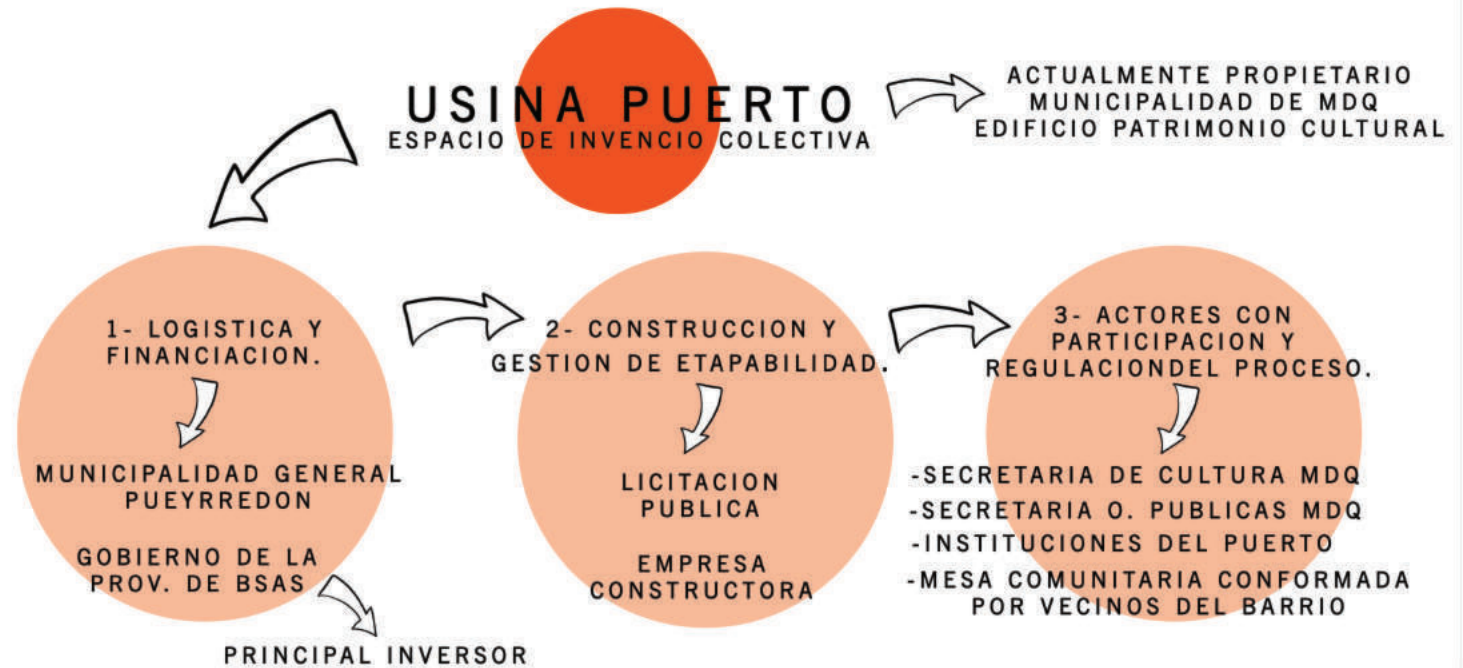 USINA PUERTO
ESPACIO DE INVENCIO COLECTIVA
ACTUALMENTE PROPIETARIO
MUNICIPALIDAD DE MDQ
EDIFICIO PATRIMONIO CULTURAL
1- LOGISTICA Y
FINANCIACION.
MUNICIPALIDAD GENERAL
PUEYRREDON
GOBIERNO DE LA
PROV. DE BSAS
PRINCIPAL INVERSOR
2- CONSTRUCCION Y
GESTION DE ETAPABILIDAD.
LICITACION
PUBLICA
EMPRESA
CONSTRUCTORA
3- ACTORES CON
PARTICIPACION Y
REGULACIONDEL PROCESO.
-SECRETARIA DE CULTURA MDQ
-SECRETARIA O. PUBLICAS MDQ
-INSTITUCIONES DEL PUERTO
-MESA COMUNITARIA CONFORMADA
POR VECINOS DEL BARRIO